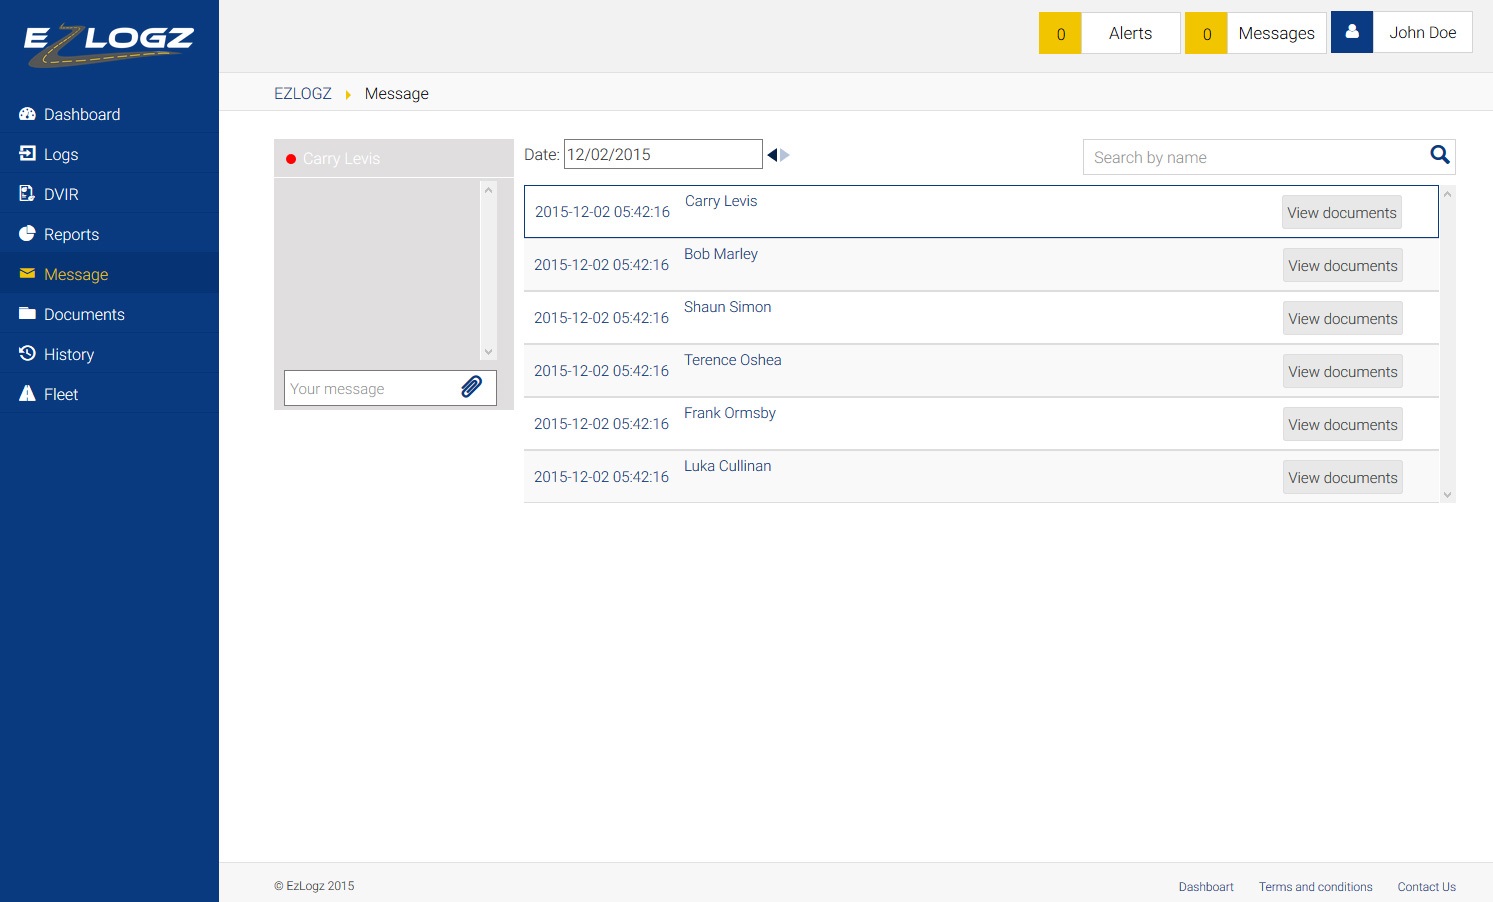 EZLOGZ
0 Alerts 0 Messages John Doe
EZLOGZ Message
Dashboard
Logs
DVIR
Reports
Message
Documents
History
Fleet
Carry Levis
Your message
Date: 12/02/2015
Search by name
2015-12-02 05:42:16 Carry Levis View documents
2015-12-02 05:42:16 Bob Marley View documents
2015-12-02 05:42:16 Shaun Simon View documents
2015-12-02 05:42:16 Terence Oshea View documents
2015-12-02 05:42:16 Frank Ormsby View documents
2015-12-02 05:42:16 Luka Cullinan View documents
© EzLogz 2015
Dashboart Terms and conditions Contact Us